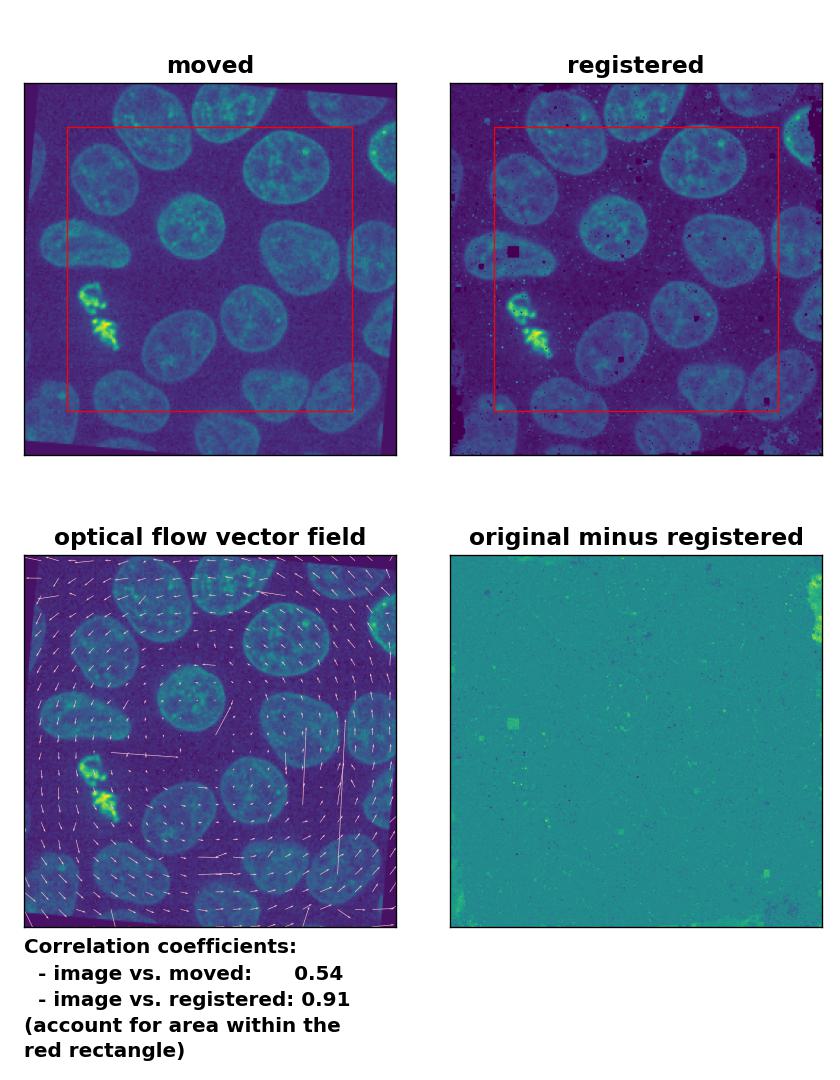 moved
registered
optical flow vector field
original minus registered
Correlation coefficients:
- image vs. moved: 0.54
- image vs. registered: 0.91
(account for area within the
red rectangle)